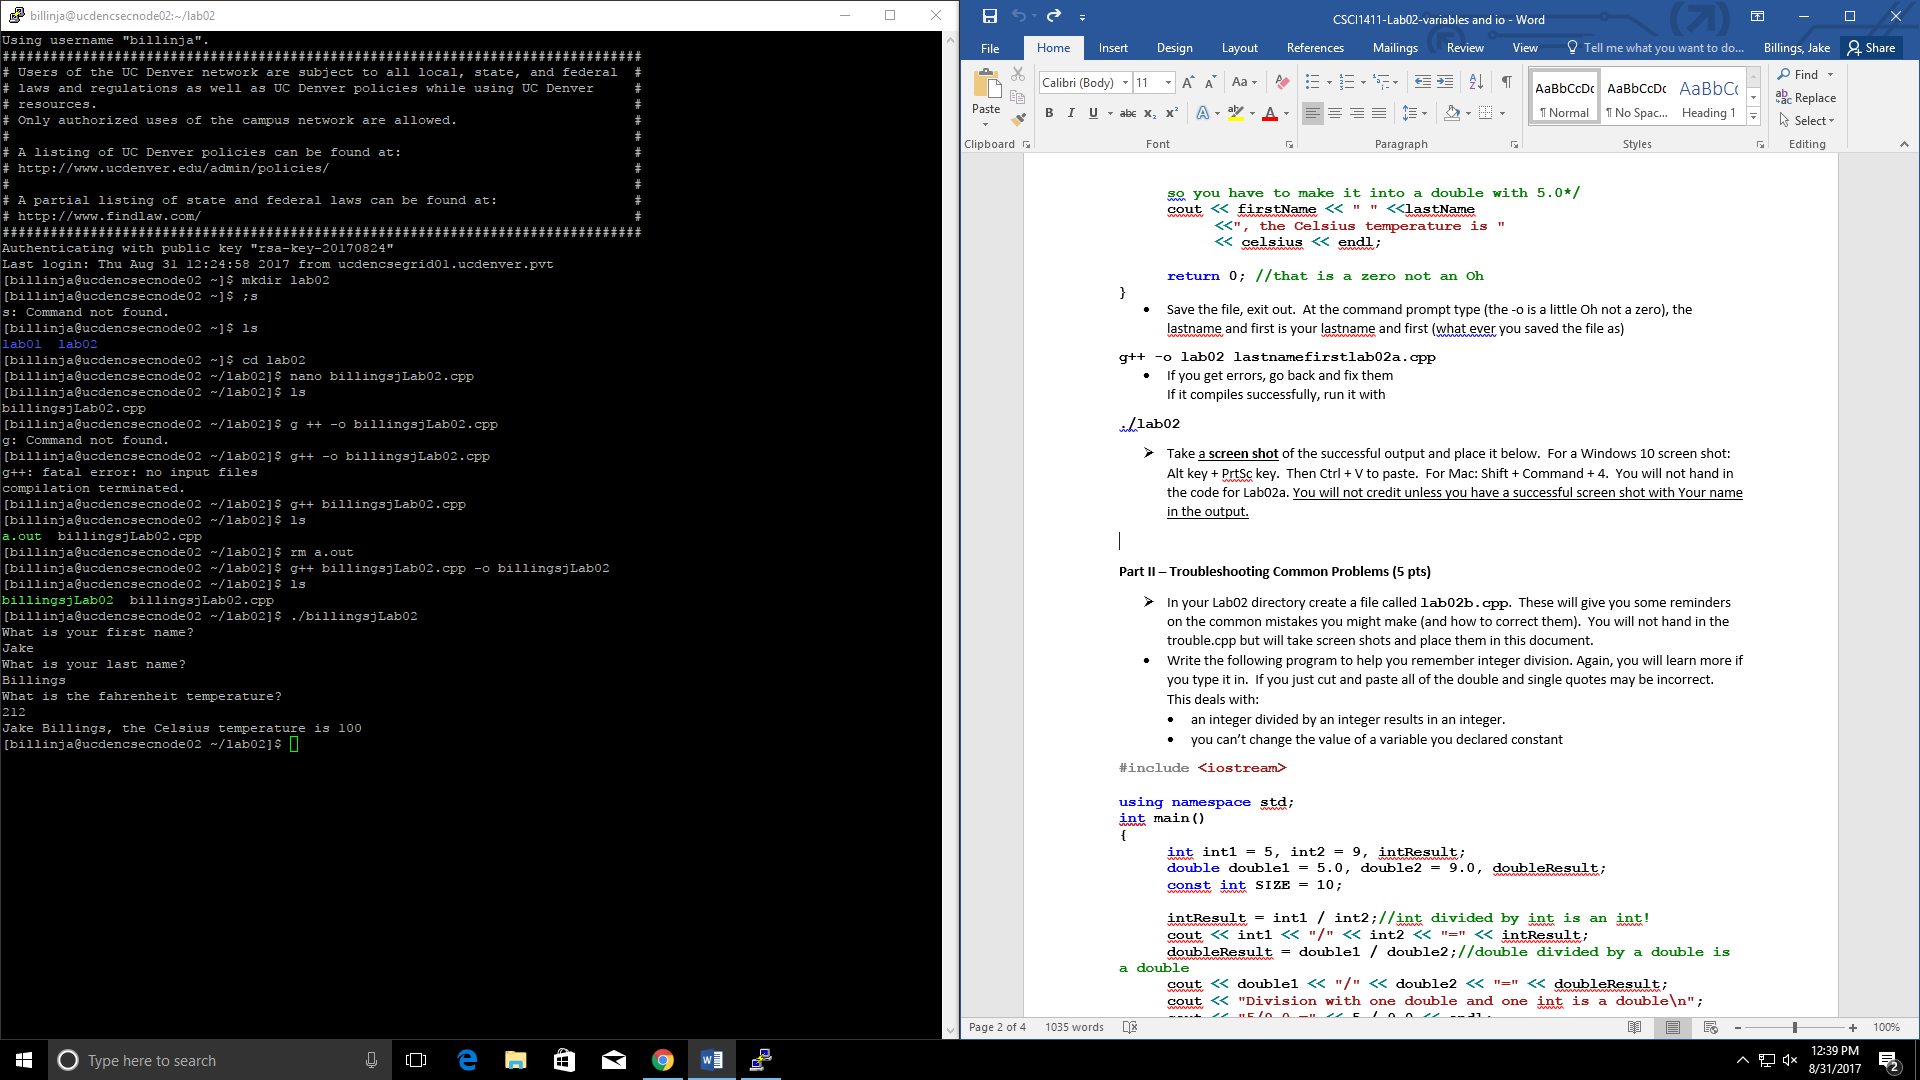 billinja@ucdencsecnode02:~/lab02
Using username "billinja".
################################################################################
# Users of the UC Denver network are subject to all local, state, and federal #
# laws and regulations as well as UC Denver policies while using UC Denver #
# resources. #
# Only authorized uses of the campus network are allowed. #
# #
# A listing of UC Denver policies can be found at: #
# http://www.ucdenver.edu/admin/policies/ #
# #
# A partial listing of state and federal laws can be found at: #
# http://www.findlaw.com/ #
################################################################################
Authenticating with public key "rsa-key-20170824"
Last login: Thu Aug 31 12:24:58 2017 from ucdencsegrid01.ucdenver.pvt
[billinja@ucdencsecnode02 ~]$ mkdir lab02
[billinja@ucdencsecnode02 ~]$ ;s
s: Command not found.
[billinja@ucdencsecnode02 ~]$ ls
lab01 lab02
[billinja@ucdencsecnode02 ~]$ cd lab02
[billinja@ucdencsecnode02 ~/lab02]$ nano billingsjLab02.cpp
[billinja@ucdencsecnode02 ~/lab02]$ ls
billingsjLab02.cpp
[billinja@ucdencsecnode02 ~/lab02]$ g ++ -o billingsjLab02.cpp
g: Command not found.
[billinja@ucdencsecnode02 ~/lab02]$ g++ -o billingsjLab02.cpp
g++: fatal error: no input files
compilation terminated.
[billinja@ucdencsecnode02 ~/lab02]$ g++ billingsjLab02.cpp
[billinja@ucdencsecnode02 ~/lab02]$ ls
a.out billingsjLab02.cpp
[billinja@ucdencsecnode02 ~/lab02]$ rm a.out
[billinja@ucdencsecnode02 ~/lab02]$ g++ billingsjLab02.cpp -o billingsjLab02
[billinja@ucdencsecnode02 ~/lab02]$ ls
billingsjLab02 billingsjLab02.cpp
[billinja@ucdencsecnode02 ~/lab02]$ ./billingsjLab02
What is your first name?
Jake
What is your last name?
Billings
What is the fahrenheit temperature?
212
Jake Billings, the Celsius temperature is 100
[billinja@ucdencsecnode02 ~/lab02]$
CSCI1411-Lab02-variables and io - Word
File Home Insert Design Layout References Mailings Review View Tell me what you want to do... Billings, Jake Share
Paste
Calibri (Body) 11 Aa
B I U abc x₂ x² A A
AaBbCcDc AaBbCcDc AaBbCc
¶ Normal ¶ No Spac... Heading 1
Find
Replace
Select
Clipboard Font Paragraph Styles Editing
so you have to make it into a double with 5.0*/
cout << firstName << " " <<lastName
<<", the Celsius temperature is "
<< celsius << endl;
return 0; //that is a zero not an Oh
}
• Save the file, exit out. At the command prompt type (the -o is a little Oh not a zero), the
lastname and first is your lastname and first (what ever you saved the file as)
g++ -o lab02 lastnamefirstlab02a.cpp
• If you get errors, go back and fix them
If it compiles successfully, run it with
./lab02
➢ Take a screen shot of the successful output and place it below. For a Windows 10 screen shot:
Alt key + PrtSc key. Then Ctrl + V to paste. For Mac: Shift + Command + 4. You will not hand in
the code for Lab02a. You will not credit unless you have a successful screen shot with Your name
in the output.
Part II – Troubleshooting Common Problems (5 pts)
➢ In your Lab02 directory create a file called lab02b.cpp. These will give you some reminders
on the common mistakes you might make (and how to correct them). You will not hand in the
trouble.cpp but will take screen shots and place them in this document.
• Write the following program to help you remember integer division. Again, you will learn more if
you type it in. If you just cut and paste all of the double and single quotes may be incorrect.
This deals with:
• an integer divided by an integer results in an integer.
• you can't change the value of a variable you declared constant
#include <iostream>
using namespace std;
int main()
{
int int1 = 5, int2 = 9, intResult;
double double1 = 5.0, double2 = 9.0, doubleResult;
const int SIZE = 10;
intResult = int1 / int2;//int divided by int is an int!
cout << int1 << "/" << int2 << "=" << intResult;
doubleResult = double1 / double2;//double divided by a double is
a double
cout << double1 << "/" << double2 << "=" << doubleResult;
cout << "Division with one double and one int is a double\n";
cout << "5/9.0 =" << 5 / 9.0 << endl;
Page 2 of 4 1035 words 100%
Type here to search
12:39 PM
8/31/2017
2